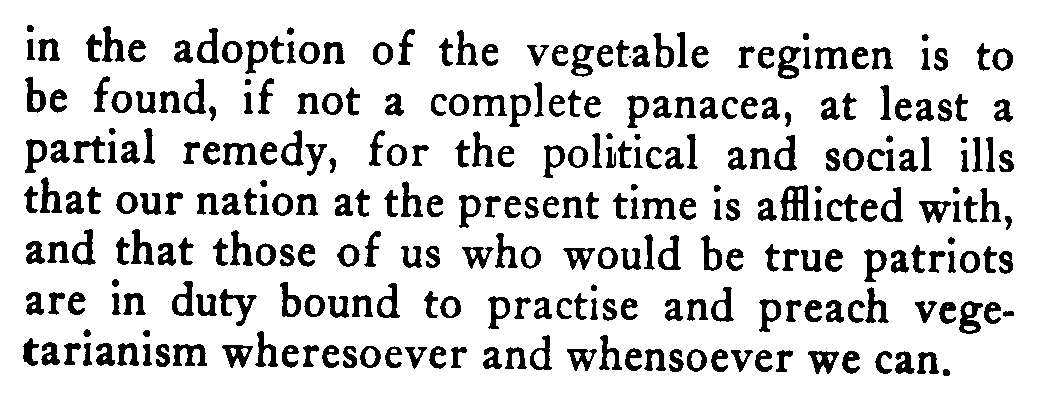 in the adoption of the vegetable regimen is to
be found, if not a complete panacea, at least a
partial remedy, for the political and social ills
that our nation at the present time is afflicted with,
and that those of us who would be true patriots
are in duty bound to practise and preach vege-
tarianism wheresoever and whensoever we can.